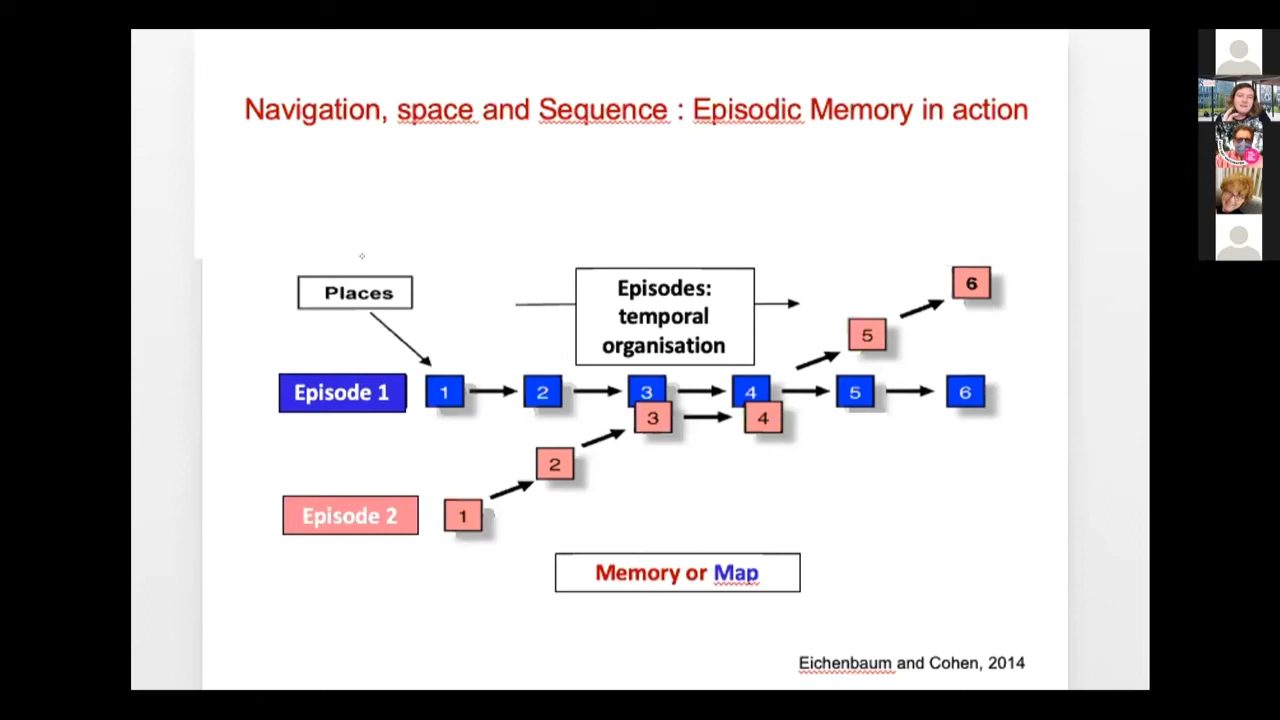 Navigation, space and Sequence : Episodic Memory in action
Places
Episodes:
temporal
organisation
6
5
Episode 1
1
2
3
4
5
6
3
4
2
Episode 2
1
Memory or Map
Eichenbaum and Cohen, 2014